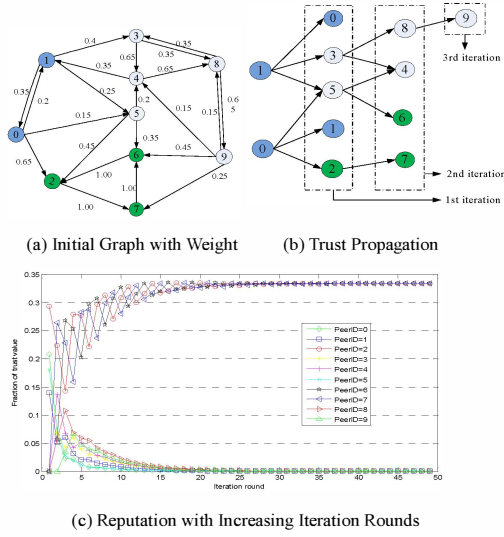 3
0.4
0.35
1
8
0.65
0.35
0.35
0.65
4
0.35
0.2
0.25
0.2
0.15
0.6
5
0.15
0.15
5
0
0.35
0.45
0.45
9
0.65
6
1.00
0.25
2
1.00
1.00
7
0
9
8
3
1
4
3rd iteration
5
6
1
0
2
7
2nd iteration
1st iteration
(a) Initial Graph with Weight
(b) Trust Propagation
0.35
0.3
0.25
0.2
0.15
0.1
0.05
0
Fraction of trust value
PeerID=0
PeerID=1
PeerID=2
PeerID=3
PeerID=4
PeerID=5
PeerID=6
PeerID=7
PeerID=8
PeerID=9
0 5 10 15 20 25 30 35 40 45 50
Iteration round
(c) Reputation with Increasing Iteration Rounds